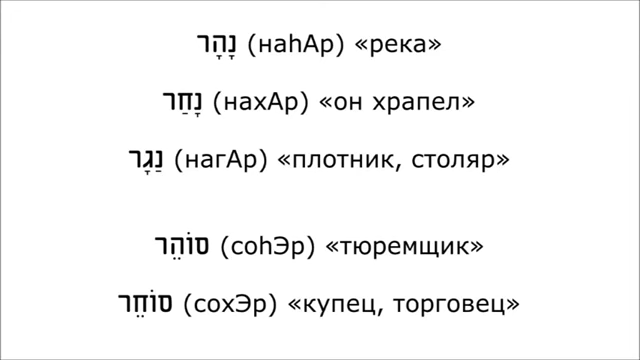 נָהָר (наhАр) «река»
נָחַר (нахАр) «он храпел»
נַגָר (нагАр) «плотник, столяр»
סוֹהֵר (соhЭр) «тюремщик»
סוֹחֵר (сохЭр) «купец, торговец»